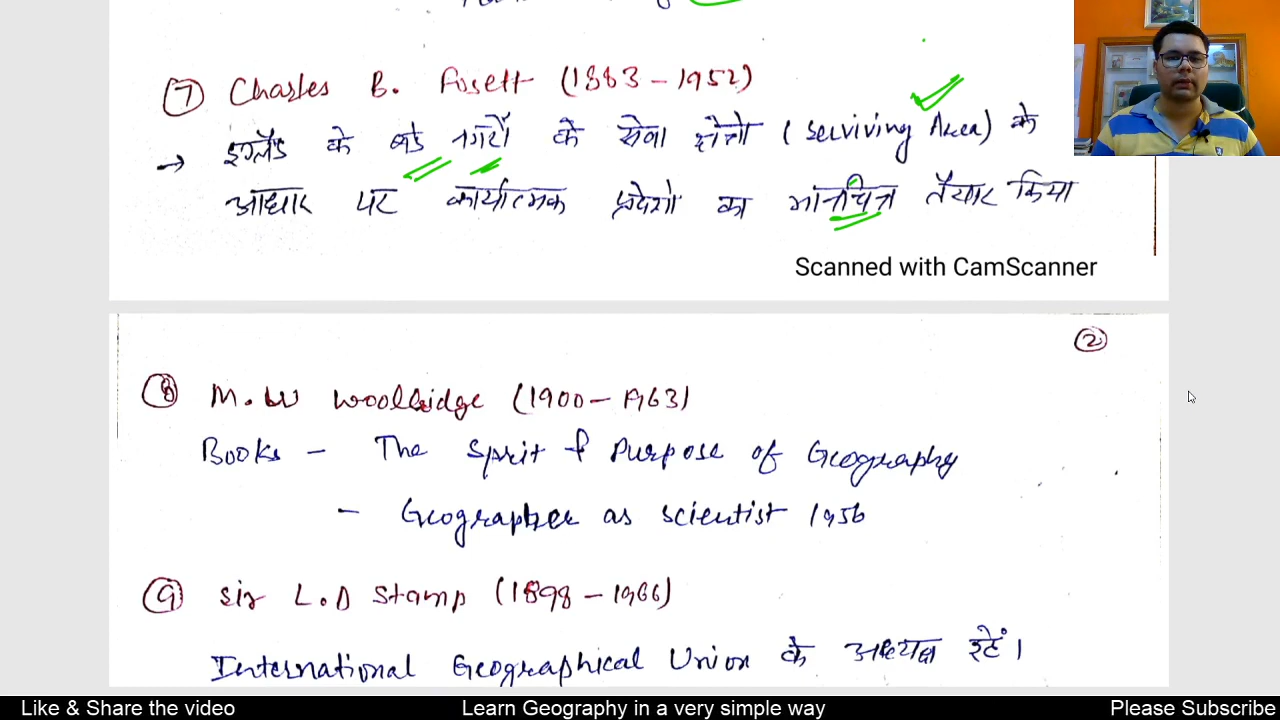 ⑦ Charles B. Fusett (1883-1952)
→ इंग्लैंड के बड़े नगरों के सेवा क्षेत्रो (Serviving Area) के
आधार पर कार्यात्मक प्रदेशो का मानचित्र तैयार किया
Scanned with CamScanner
②
⑧ M.W Woolbidge (1900-1963)
Books - The Sprit & Purpose of Geography
- Geographer as scientist 1956
⑨ Sir L.D Stamp (1898-1966)
International Geographical Union के अध्यक्ष रहें।
Like & Share the video
Learn Geography in a very simple way
Please Subscribe